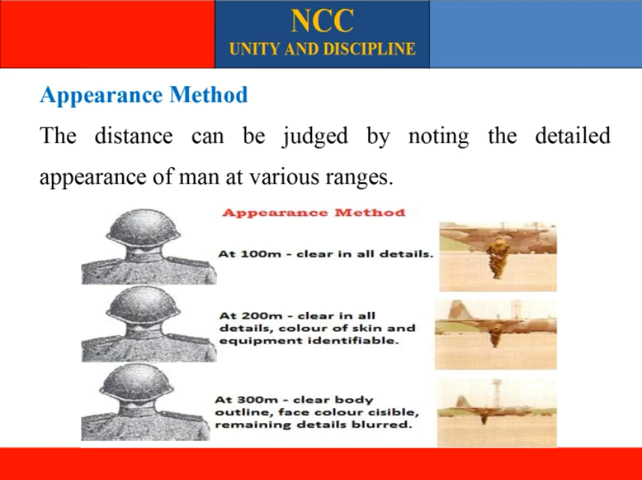 NCC
UNITY AND DISCIPLINE
Appearance Method
The distance can be judged by noting the detailed
appearance of man at various ranges.
Appearance Method
At 100m - clear in all details.
At 200m - clear in all
details, colour of skin and
equipment identifiable.
At 300m - clear body
outline, face colour cisible,
remaining details blurred.